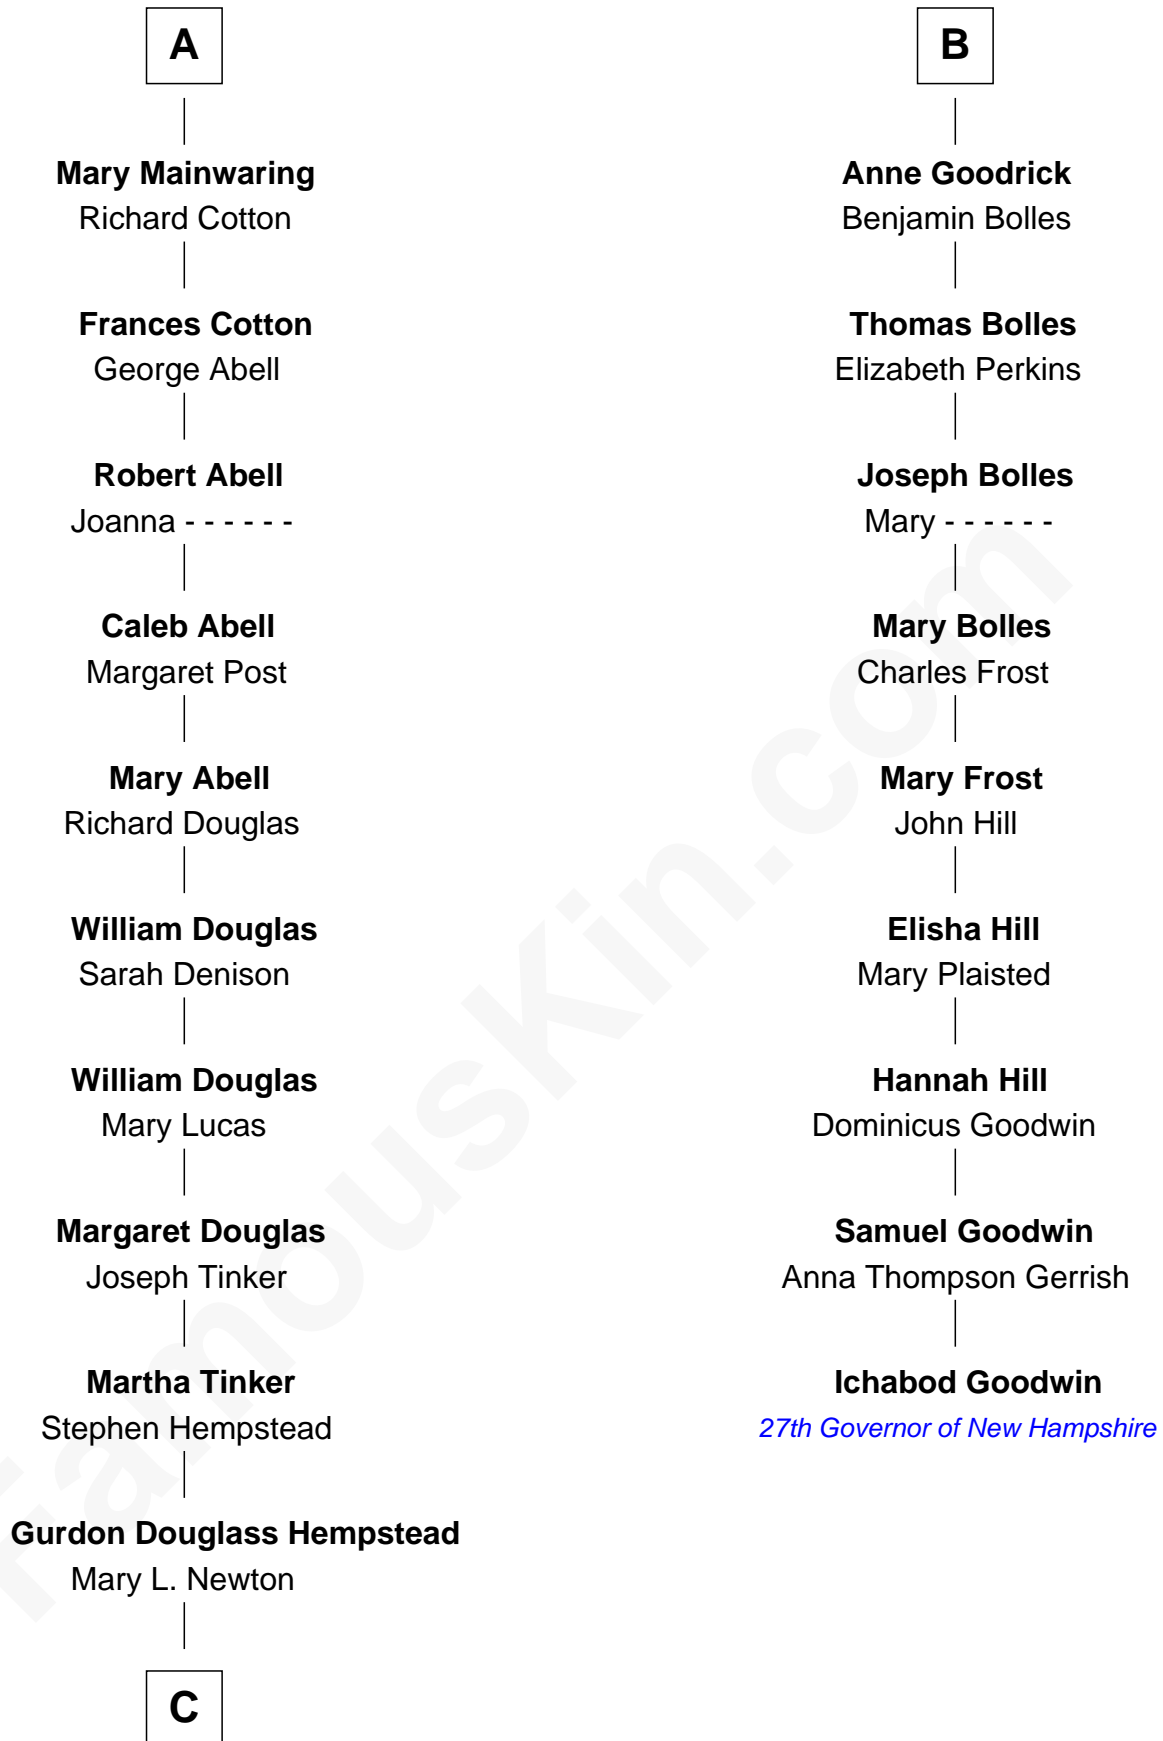 A
Mary Mainwaring
Richard Cotton
Frances Cotton
George Abell
Robert Abell
Joanna - - - - - -
Caleb Abell
Margaret Post
Mary Abell
Richard Douglas
William Douglas
Sarah Denison
William Douglas
Mary Lucas
Margaret Douglas
Joseph Tinker
Martha Tinker
Stephen Hempstead
Gurdon Douglass Hempstead
Mary L. Newton
C
B
Anne Goodrick
Benjamin Bolles
Thomas Bolles
Elizabeth Perkins
Joseph Bolles
Mary - - - - - -
Mary Bolles
Charles Frost
Mary Frost
John Hill
Elisha Hill
Mary Plaisted
Hannah Hill
Dominicus Goodwin
Samuel Goodwin
Anna Thompson Gerrish
Ichabod Goodwin
27th Governor of New Hampshire
FamousKin.com